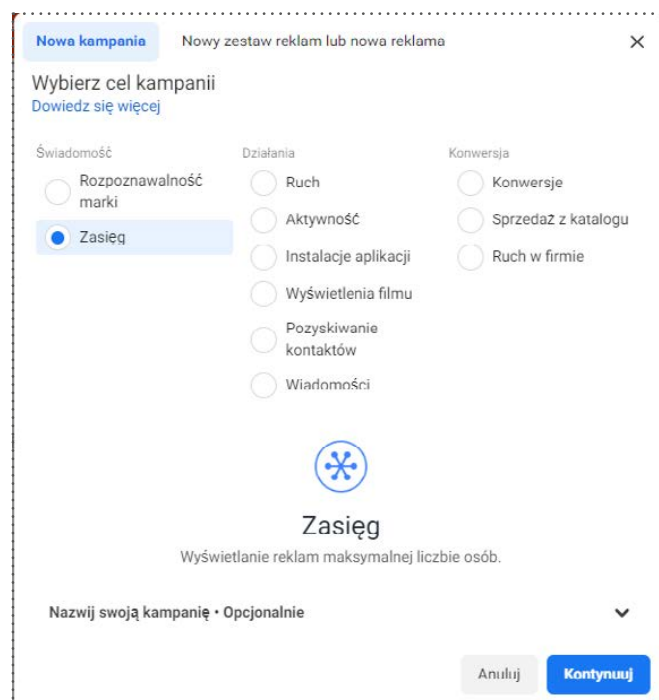 Nowa kampania
Nowy zestaw reklam lub nowa reklama
Wybierz cel kampanii
Dowiedz się więcej
Świadomość
Rozpoznawalność
marki
Zasięg
Działania
Ruch
Aktywność
Instalacje aplikacji
Wyświetlenia filmu
Pozyskiwanie
kontaktów
Wiadomości
Konwersja
Konwersje
Sprzedaż z katalogu
Ruch w firmie
Zasięg
Wyświetlanie reklam maksymalnej liczbie osób.
Nazwij swoją kampanię • Opcjonalnie
Anuluj
Kontynuuj